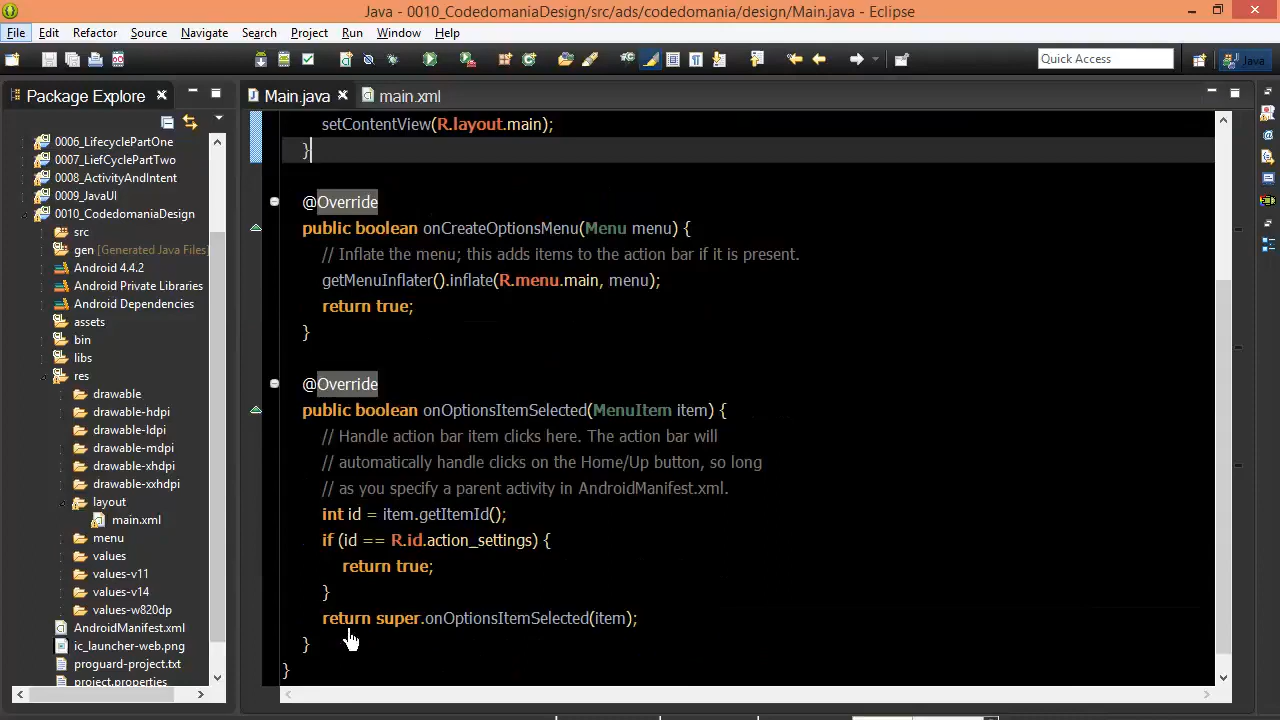 Java - 0010_CodedomaniaDesign/src/ads/codedomania/design/Main.java - Eclipse
File Edit Refactor Source Navigate Search Project Run Window Help
Quick Access
Java
Package Explore
Main.java
main.xml
0006_LifecyclePartOne
0007_LiefCyclePartTwo
0008_ActivityAndIntent
0009_JavaUI
0010_CodedomaniaDesign
src
gen [Generated Java Files]
Android 4.4.2
Android Private Libraries
Android Dependencies
assets
bin
libs
res
drawable
drawable-hdpi
drawable-ldpi
drawable-mdpi
drawable-xhdpi
drawable-xxhdpi
layout
main.xml
menu
values
values-v11
values-v14
values-w820dp
AndroidManifest.xml
ic_launcher-web.png
proguard-project.txt
project.properties
setContentView(R.layout.main);
}
@Override
public boolean onCreateOptionsMenu(Menu menu) {
// Inflate the menu; this adds items to the action bar if it is present.
getMenuInflater().inflate(R.menu.main, menu);
return true;
}
@Override
public boolean onOptionsItemSelected(MenuItem item) {
// Handle action bar item clicks here. The action bar will
// automatically handle clicks on the Home/Up button, so long
// as you specify a parent activity in AndroidManifest.xml.
int id = item.getItemId();
if (id == R.id.action_settings) {
return true;
}
return super.onOptionsItemSelected(item);
}
}